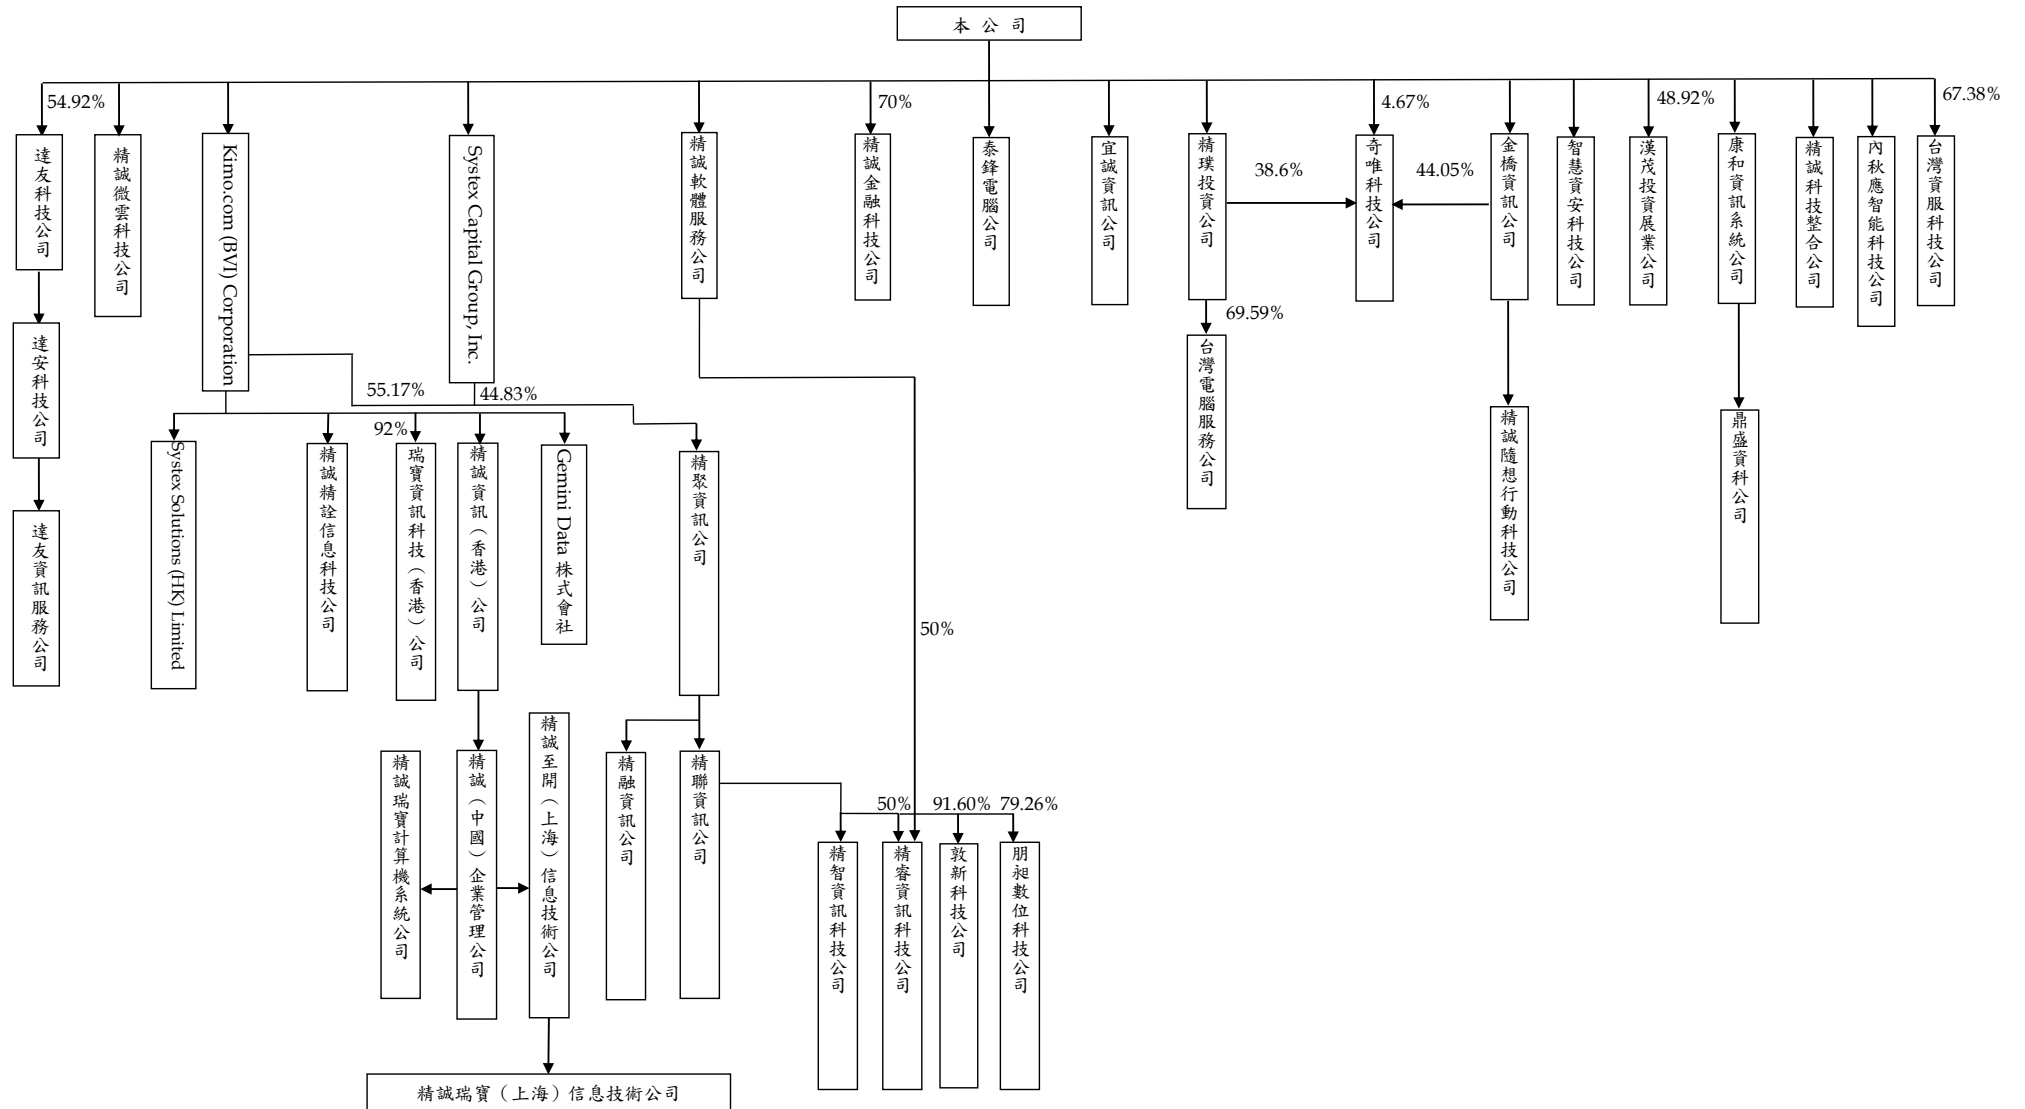 本公司
54.92%
70%
4.67%
48.92%
67.38%
達友科技公司
精誠微雲科技公司
Kimo.com (BVI) Corporation
Systex Capital Group, Inc.
精誠軟體服務公司
精誠金融科技公司
泰鋒電腦公司
宜誠資訊公司
精璞投資公司
38.6%
奇唯科技公司
44.05%
金橋資訊公司
智慧資安科技公司
漢茂投資展業公司
康和資訊系統公司
精誠科技整合公司
內秋應智能科技公司
台灣資服科技公司
69.59%
達安科技公司
台灣電腦服務公司
55.17%
44.83%
92%
Systex Solutions (HK) Limited
精誠精詮信息科技公司
瑞寶資訊科技（香港）公司
精誠資訊（香港）公司
Gemini Data 株式會社
精聚資訊公司
精誠隨想行動科技公司
鼎盛資科公司
達友資訊服務公司
50%
精誠瑞寶計算機系統公司
精誠（中國）企業管理公司
精誠至開（上海）信息技術公司
精融資訊公司
精聯資訊公司
50%
91.60%
79.26%
精智資訊科技公司
精睿資訊科技公司
敦新科技公司
朋昶數位科技公司
精誠瑞寶（上海）信息技術公司